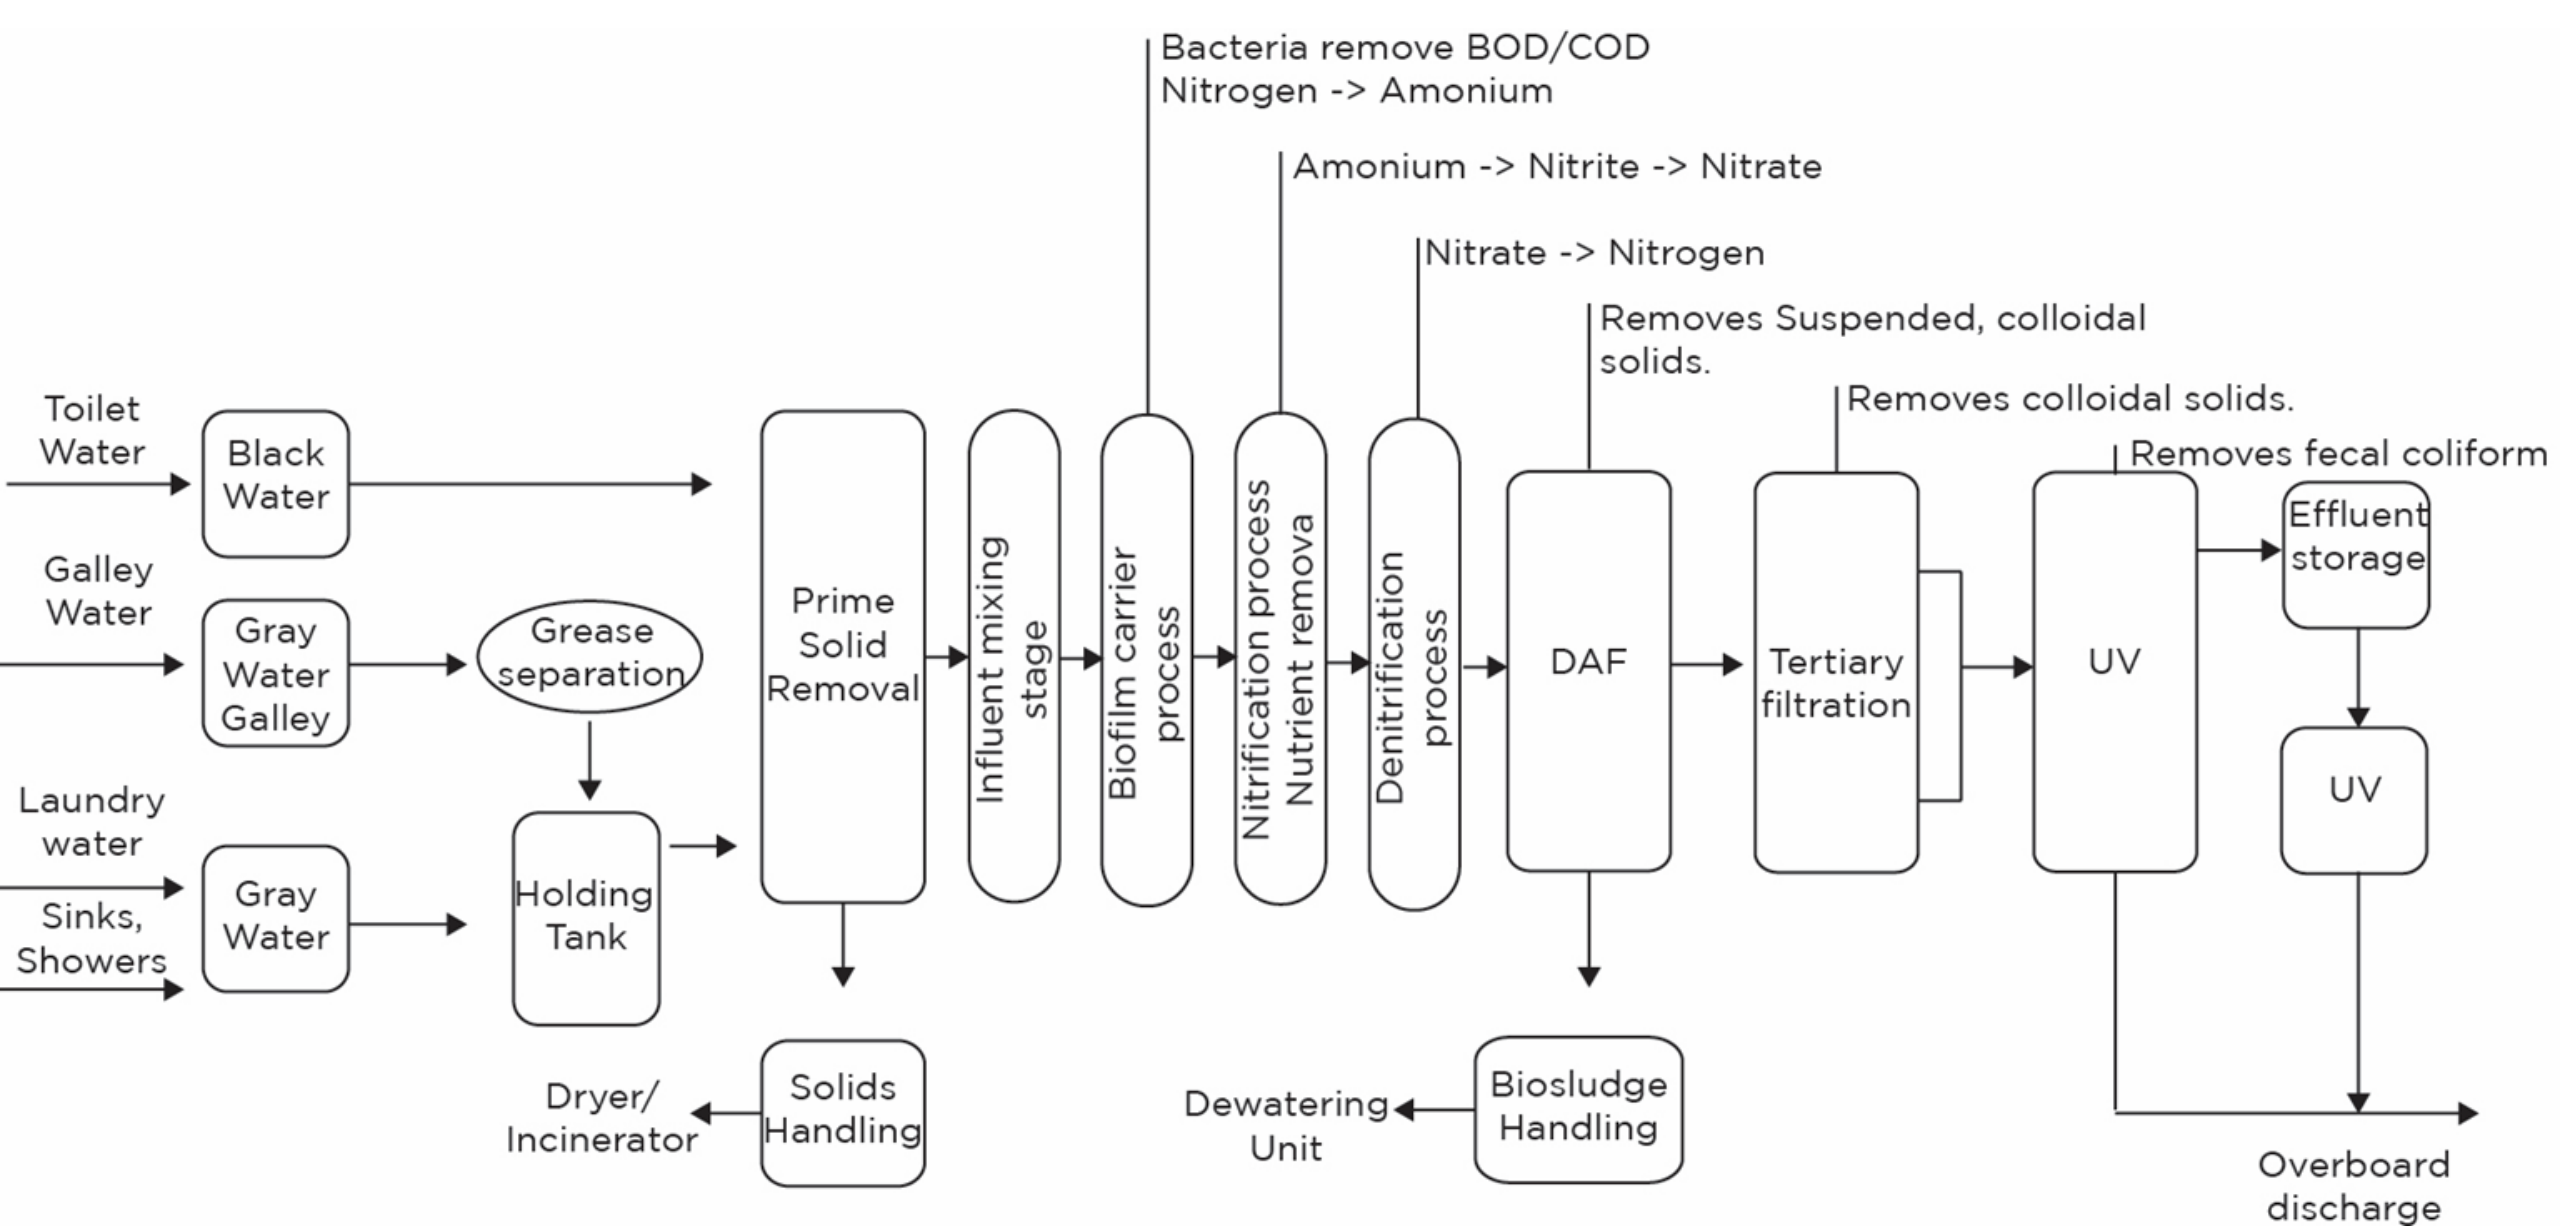 Bacteria remove BOD/COD
Nitrogen -> Amonium
Amonium -> Nitrite -> Nitrate
Nitrate -> Nitrogen
Removes Suspended, colloidal
solids.
Removes colloidal solids.
Removes fecal coliform
Toilet
Water
Black
Water
Galley
Water
Gray
Water
Galley
Grease
separation
Laundry
water
Sinks,
Showers
Gray
Water
Holding
Tank
Prime
Solid
Removal
Influent mixing
stage
Biofilm carrier
process
Nitrification process
Nutrient remova
Denitrification
process
DAF
Tertiary
filtration
UV
Effluent
storage
UV
Dryer/
Incinerator
Solids
Handling
Dewatering
Unit
Biosludge
Handling
Overboard
discharge